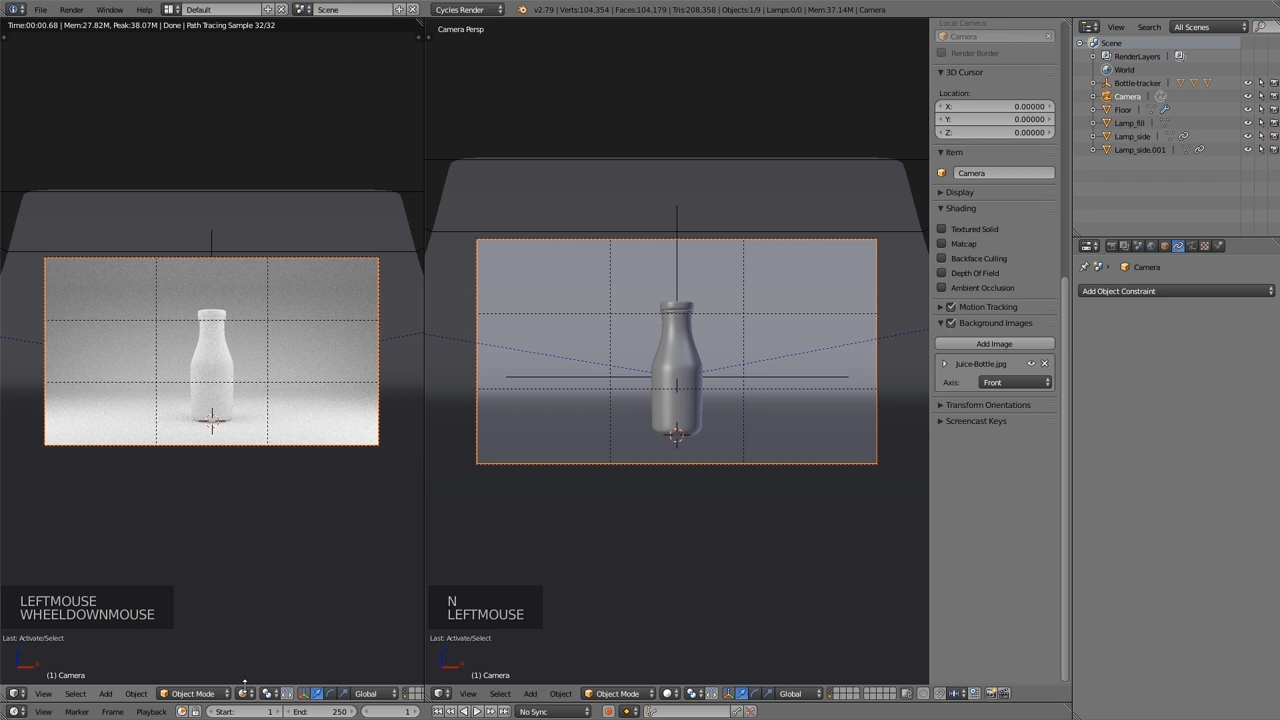 File Render Window Help Default Scene Cycles Render v2.79 | Verts:104,354 | Faces:104,179 | Tris:208,358 | Objects:1/9 | Lamps:0/0 | Mem:37.14M | Camera
Time:00:00.68 | Mem:27.82M, Peak:38.07M | Done | Path Tracing Sample 32/32
Camera Persp
Local Camera
Camera
Render Border
3D Cursor
Location:
X: 0.00000
Y: 0.00000
Z: 0.00000
Item
Camera
Display
Shading
Textured Solid
Matcap
Backface Culling
Depth Of Field
Ambient Occlusion
Motion Tracking
Background Images
Add Image
Juice-Bottle.jpg
Axis: Front
Transform Orientations
Screencast Keys
View Search All Scenes
Scene
RenderLayers
World
Bottle-tracker
Camera
Floor
Lamp_fill
Lamp_side
Lamp_side.001
Camera
Add Object Constraint
LEFTMOUSE
WHEELDOWNMOUSE
Last: Activate/Select
(1) Camera
N
LEFTMOUSE
Last: Activate/Select
(1) Camera
View Select Add Object Object Mode Global
View Select Add Object Object Mode Global
View Marker Frame Playback Start: 1 End: 250 1 No Sync